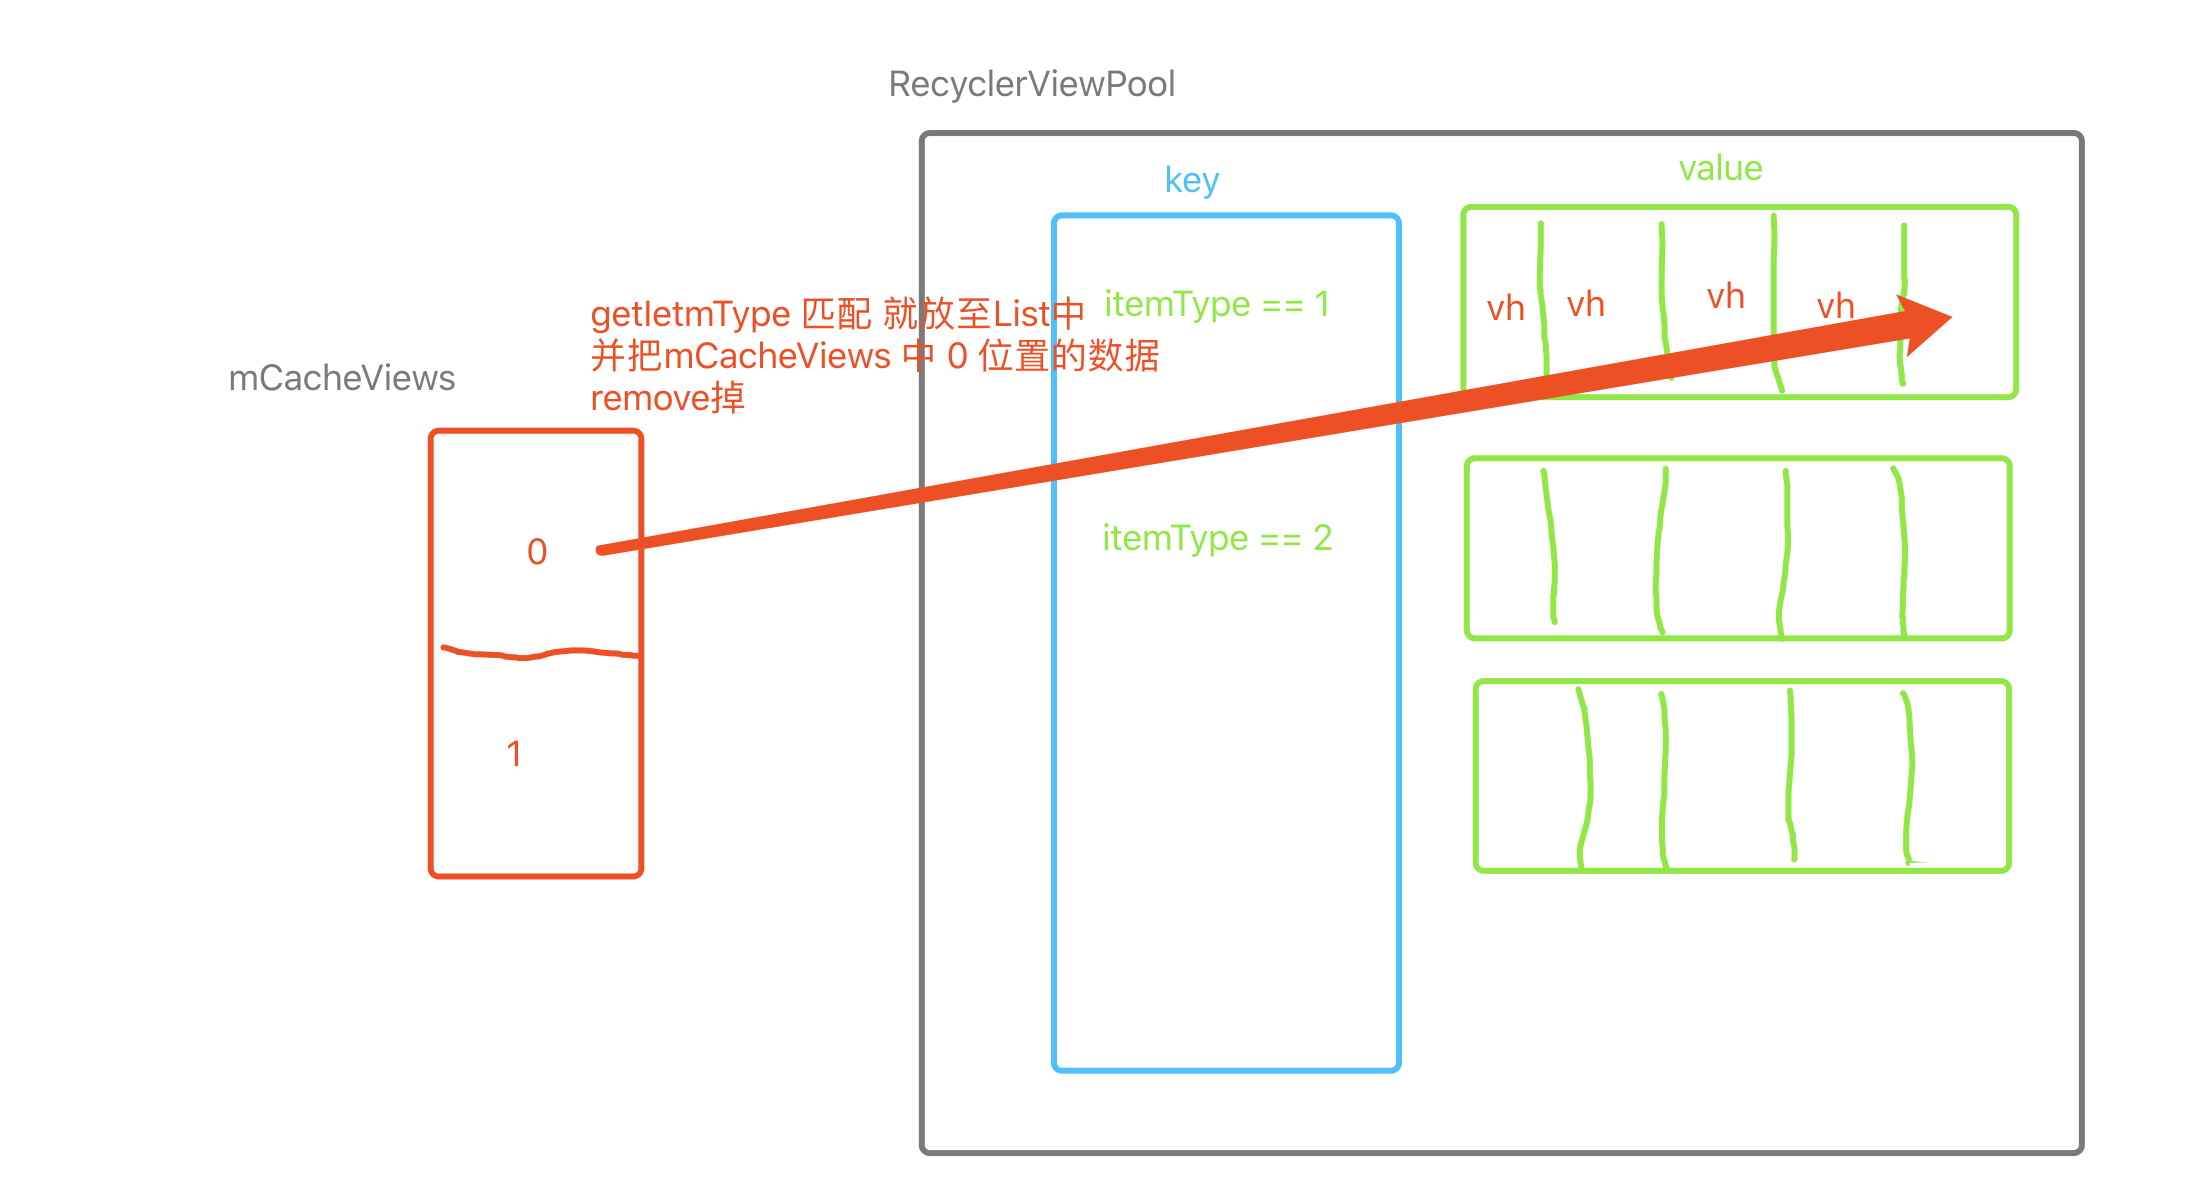 RecyclerViewPool
key
value
getIetmType 匹配 就放至List中
并把mCacheViews 中 0 位置的数据
remove掉
itemType == 1
vh
vh
vh
vh
mCacheViews
0
itemType == 2
1